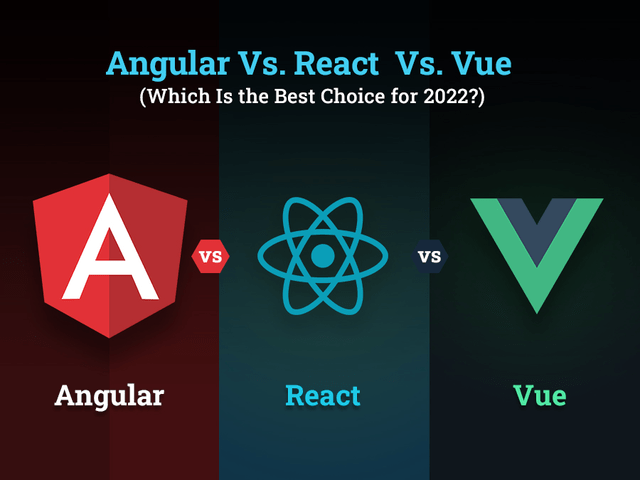 Angular Vs. React Vs. Vue
(Which Is the Best Choice for 2022?)
A
vs
vs
Angular
React
Vue